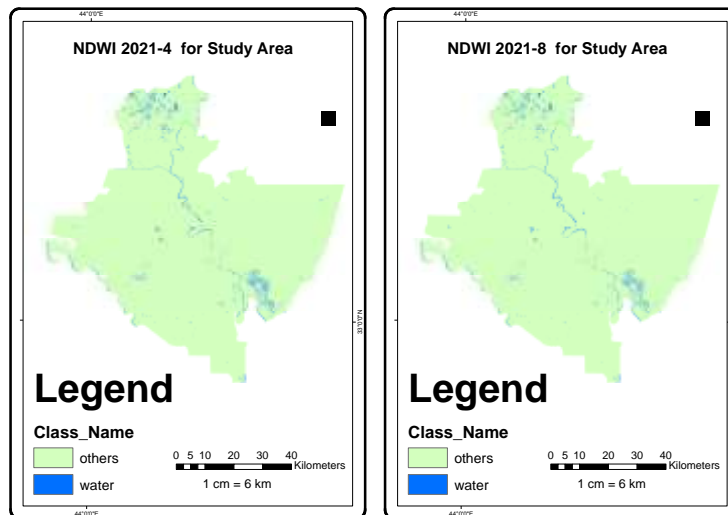 44°0'0"E
NDWI 2021-4 for Study Area
33°0'0"N
Legend
Class_Name
others
water
0 5 10 20 30 40
Kilometers
1 cm = 6 km
44°0'0"E
44°0'0"E
NDWI 2021-8 for Study Area
Legend
Class_Name
others
water
0 5 10 20 30 40
Kilometers
1 cm = 6 km
44°0'0"E